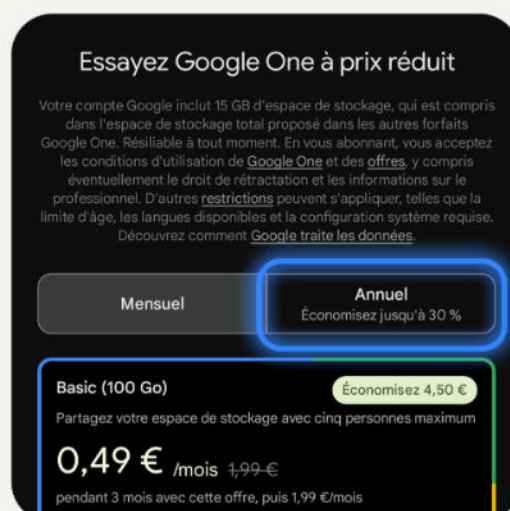 Essayez Google One à prix réduit
Votre compte Google inclut 15 GB d'espace de stockage, qui est compris
dans l'espace de stockage total proposé dans les autres forfaits
Google One. Résiliable à tout moment. En vous abonnant, vous acceptez
les conditions d'utilisation de Google One et des offres, y compris
éventuellement le droit de rétractation et les informations sur le
professionnel. D'autres restrictions peuvent s'appliquer, telles que la
limite d'âge, les langues disponibles et la configuration système requise.
Découvrez comment Google traite les données.
Mensuel
Annuel
Économisez jusqu'à 30 %
Basic (100 Go)
Économisez 4,50 €
Partagez votre espace de stockage avec cinq personnes maximum
0,49 € /mois 1,99 €
pendant 3 mois avec cette offre, puis 1,99 €/mois